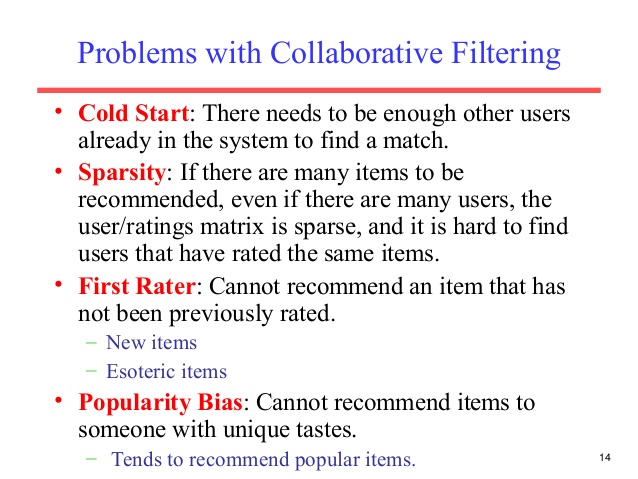 Problems with Collaborative Filtering
• Cold Start: There needs to be enough other users
already in the system to find a match.
• Sparsity: If there are many items to be
recommended, even if there are many users, the
user/ratings matrix is sparse, and it is hard to find
users that have rated the same items.
• First Rater: Cannot recommend an item that has
not been previously rated.
– New items
– Esoteric items
• Popularity Bias: Cannot recommend items to
someone with unique tastes.
– Tends to recommend popular items.
14